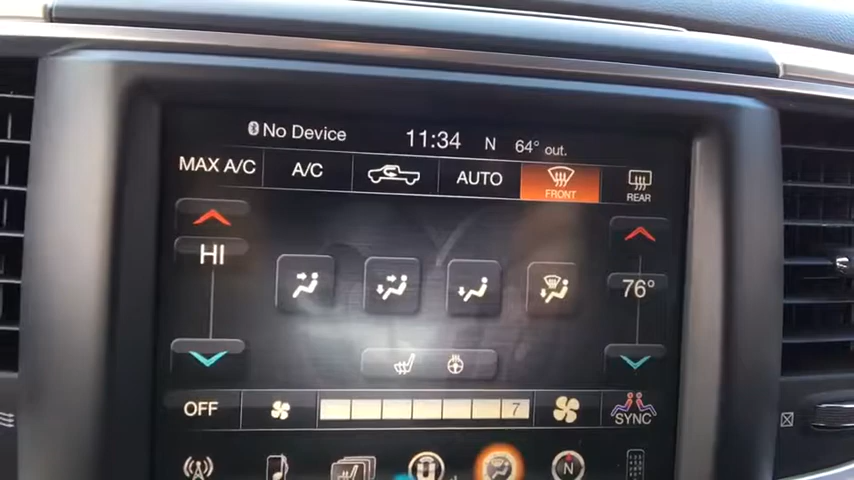 No Device 11:34 N 64° out.
MAX A/C A/C AUTO FRONT REAR
HI
76°
OFF 7 SYNC
N